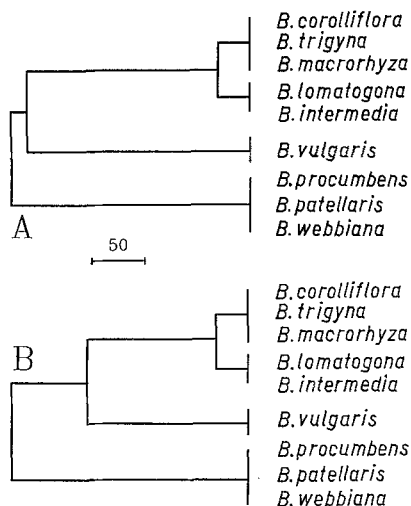 B. corolliflora
B. trigyna
B. macrorhyza
B. lomatogona
B. intermedia
B. vulgaris
B. procumbens
B. patellaris
B. webbiana
A
50
B
B. corolliflora
B. trigyna
B. macrorhyza
B. lomatogona
B. intermedia
B. vulgaris
B. procumbens
B. patellaris
B. webbiana